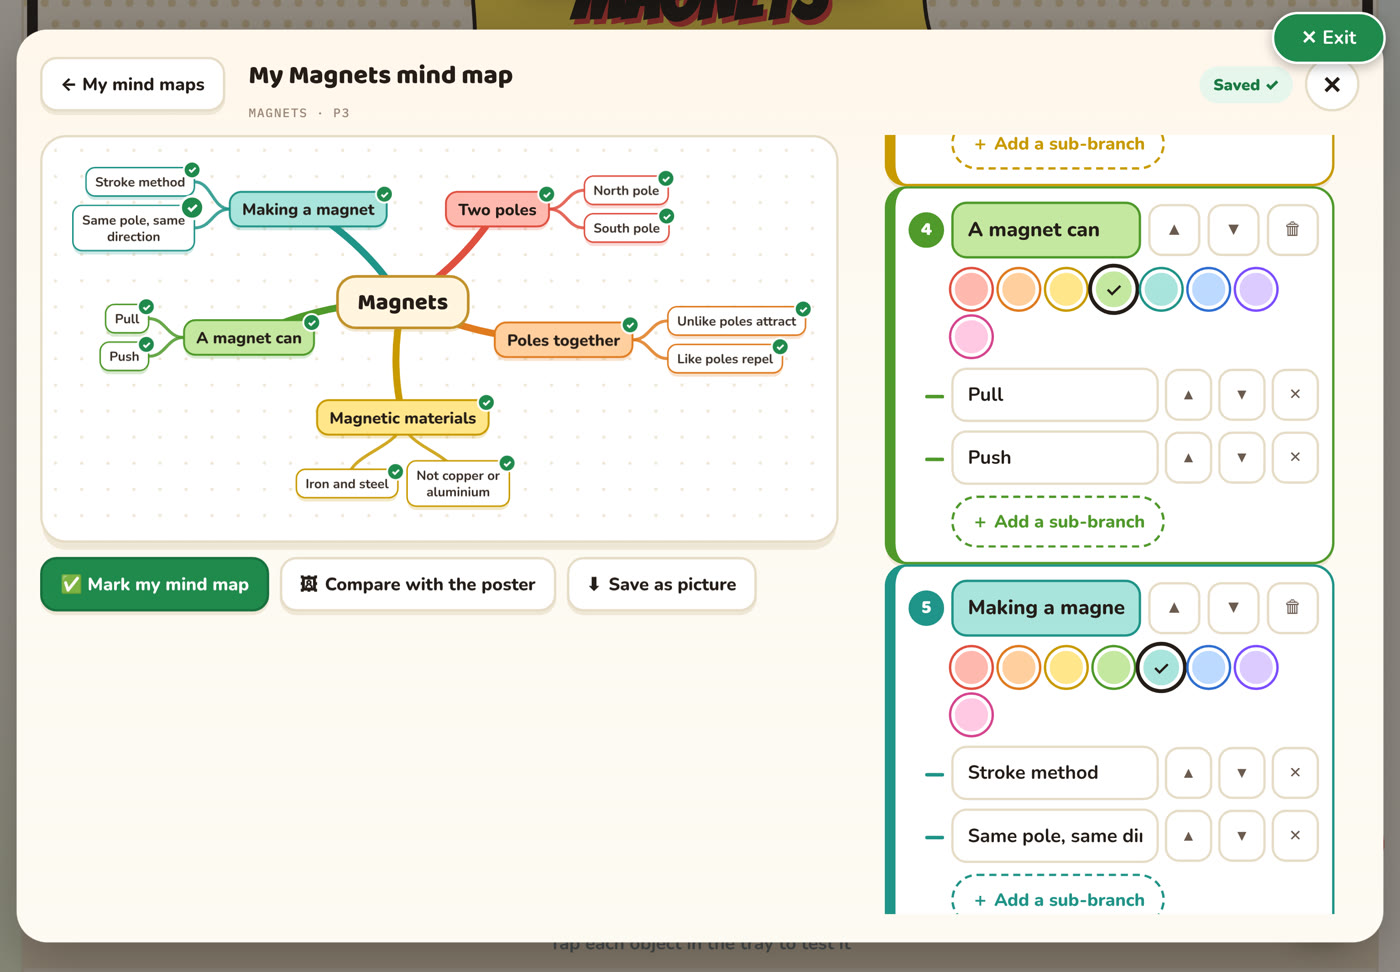 MAGNETS
✕ Exit
← My mind maps
My Magnets mind map
MAGNETS · P3
Saved ✓
Stroke method
Same pole, same
direction
Making a magnet
Two poles
North pole
South pole
Magnets
Pull
Push
A magnet can
Poles together
Unlike poles attract
Like poles repel
Magnetic materials
Iron and steel
Not copper or
aluminium
✅ Mark my mind map
Compare with the poster
⬇ Save as picture
+ Add a sub-branch
4 A magnet can
Pull
Push
+ Add a sub-branch
5 Making a magne
Stroke method
Same pole, same
+ Add a sub-branch
Tap each object in the tray to test it